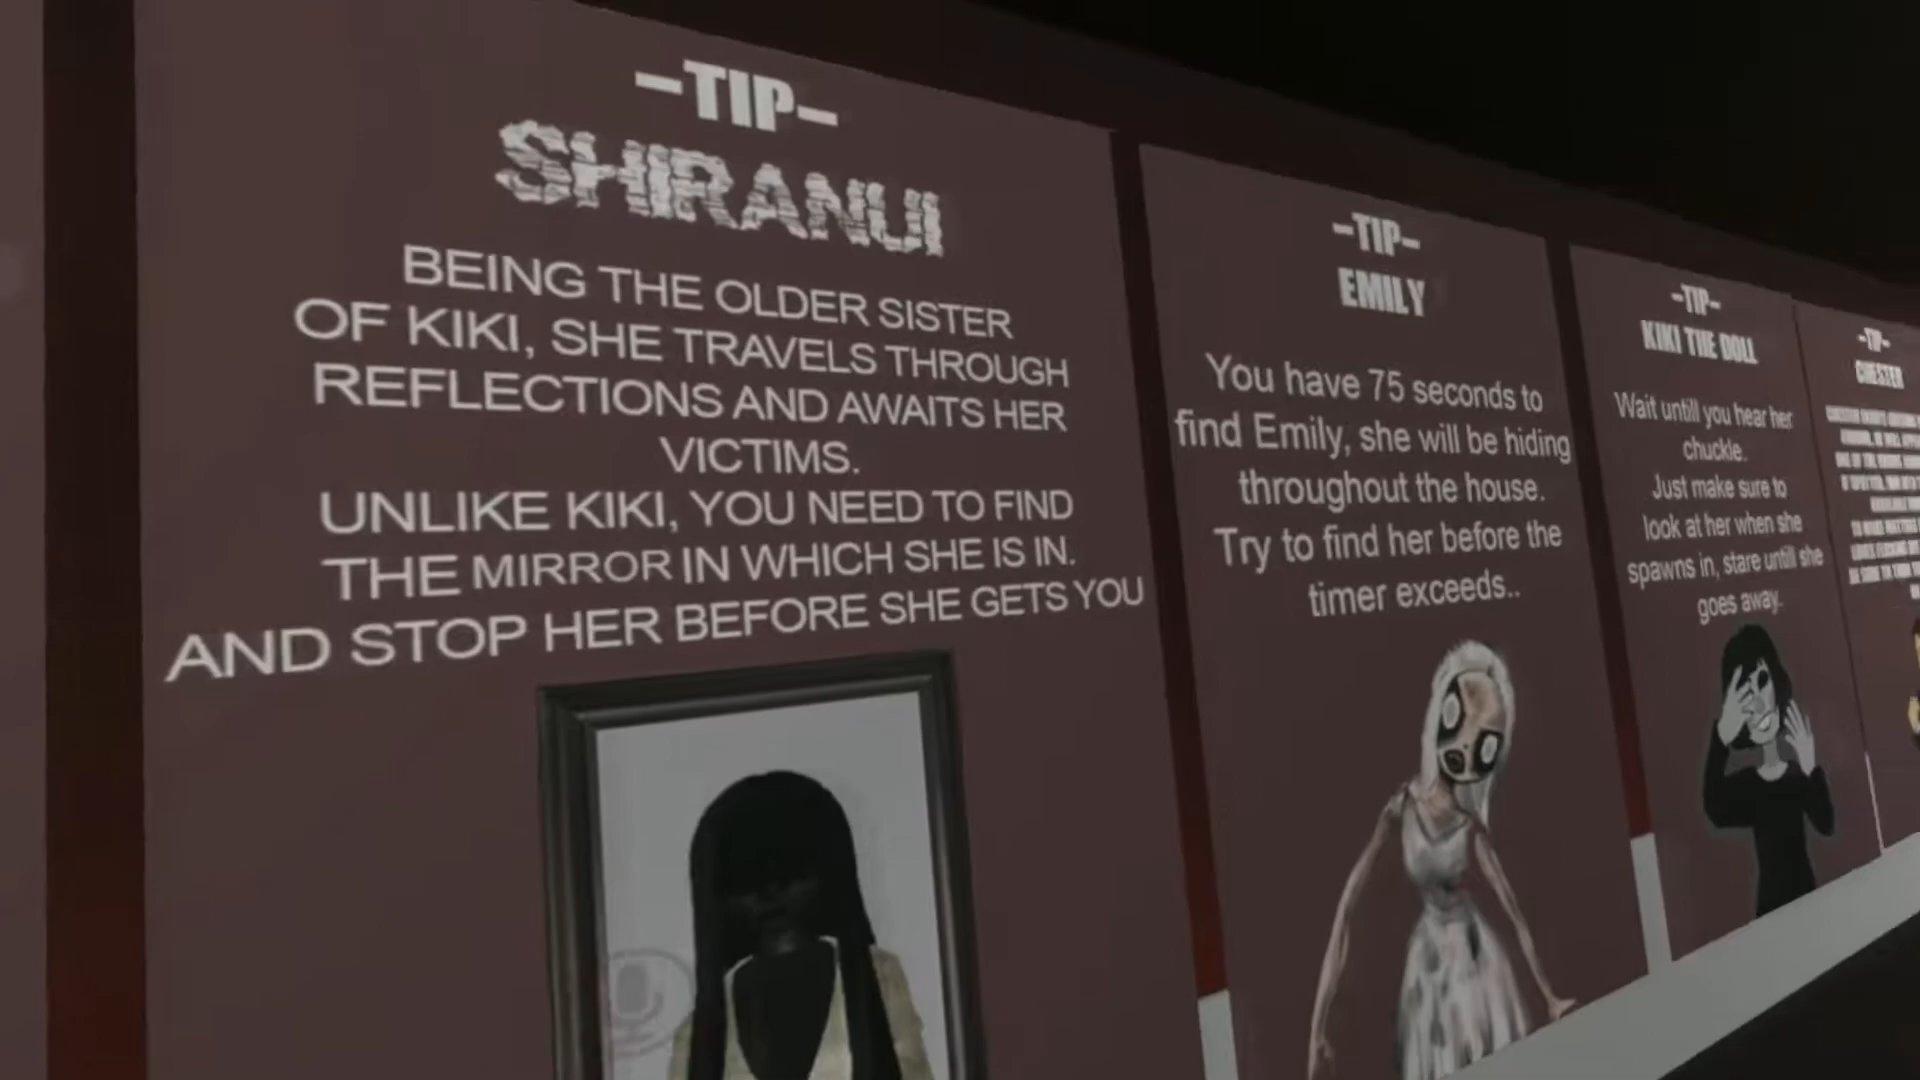 -TIP-
SHIRANUI
BEING THE OLDER SISTER
OF KIKI, SHE TRAVELS THROUGH
REFLECTIONS AND AWAITS HER
VICTIMS.
UNLIKE KIKI, YOU NEED TO FIND
THE MIRROR IN WHICH SHE IS IN.
AND STOP HER BEFORE SHE GETS YOU
-TIP-
EMILY
You have 75 seconds to
find Emily, she will be hiding
throughout the house.
Try to find her before the
timer exceeds..
-TIP-
KIKI THE DOLL
Wait untill you hear her
chuckle.
Just make sure to
look at her when she
spawns in, stare untill she
goes away.
-TIP-
CHESTER